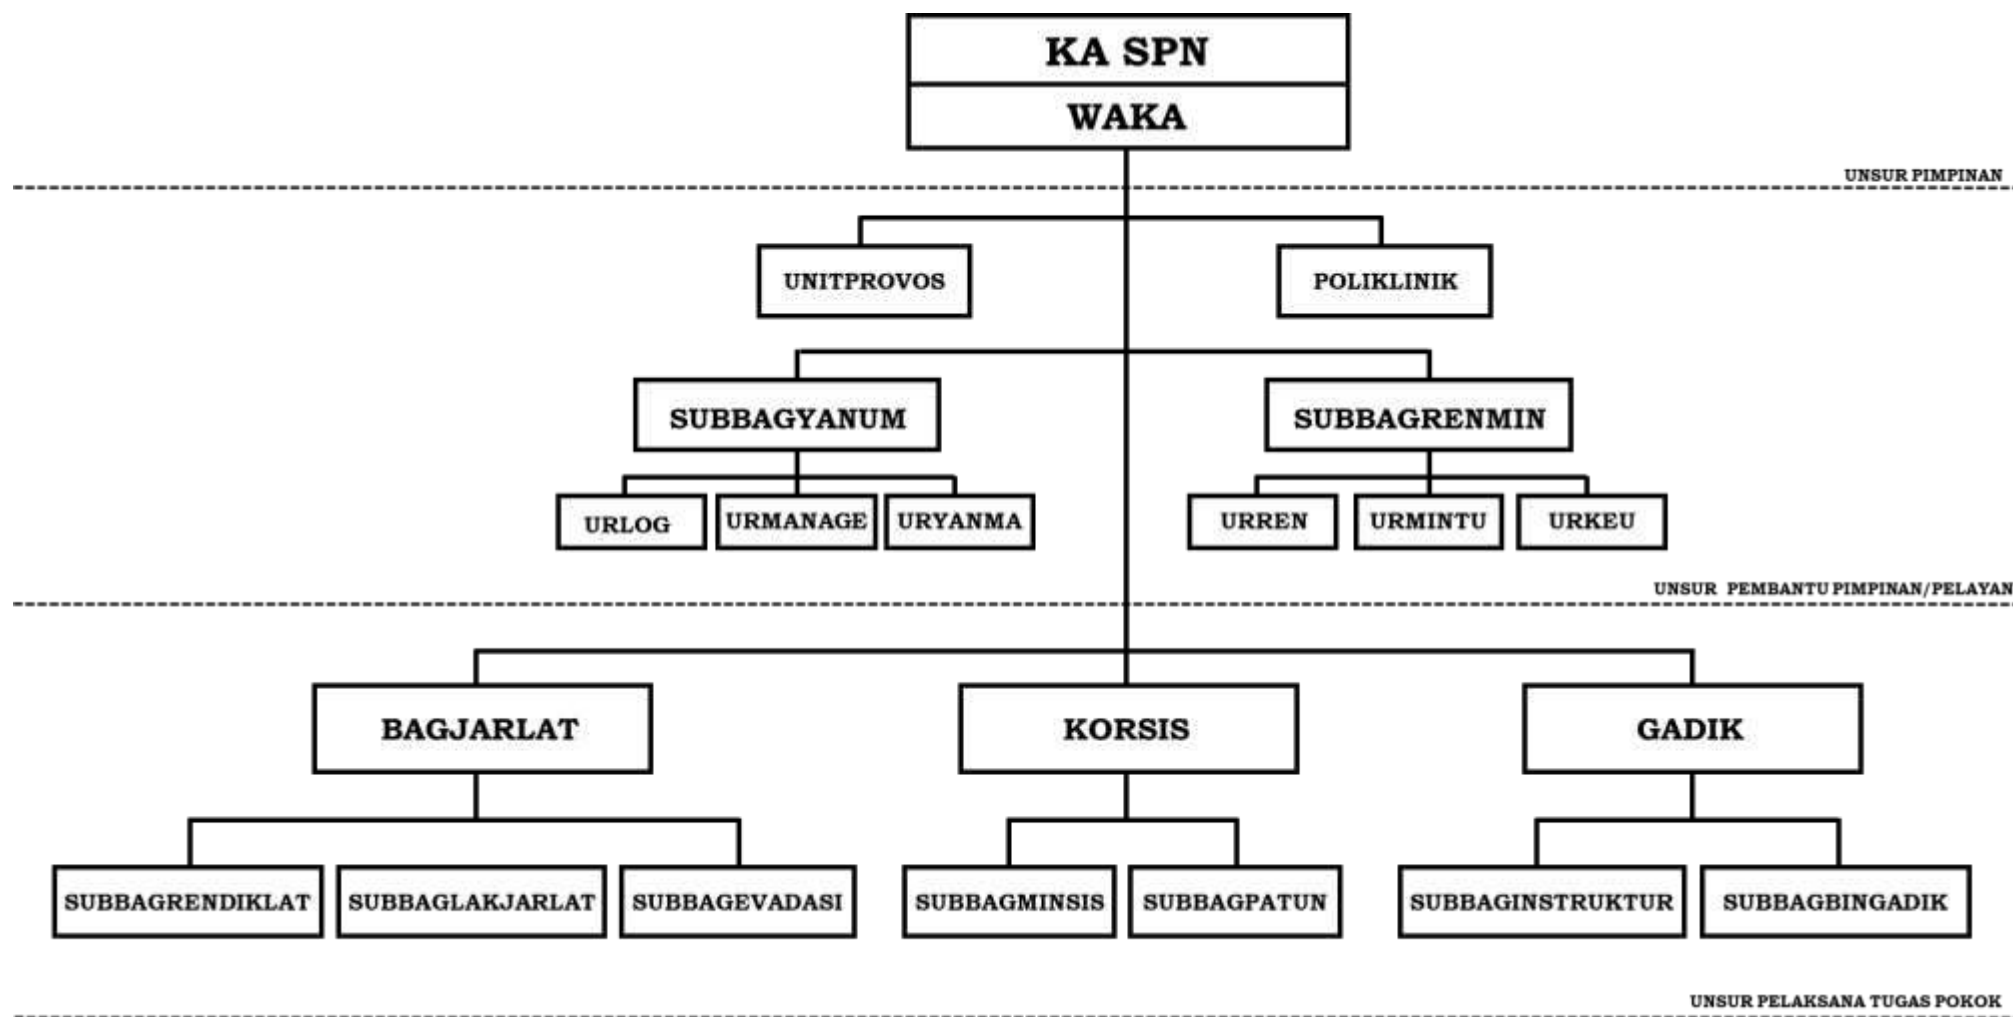 KA SPN
WAKA
UNSUR PIMPINAN
UNITPROVOS
POLIKLINIK
SUBBAGYANUM
SUBBAGRENMIN
URLOG
URMANAGE
URYANMA
URREN
URMINTU
URKEU
UNSUR PEMBANTU PIMPINAN/PELAYAN
BAGJARLAT
KORSIS
GADIK
SUBBAGRENDIKLAT
SUBBAGLAKJARLAT
SUBBAGEVADASI
SUBBAGMINSIS
SUBBAGPATUN
SUBBAGINSTRUKTUR
SUBBAGBINGADIK
UNSUR PELAKSANA TUGAS POKOK